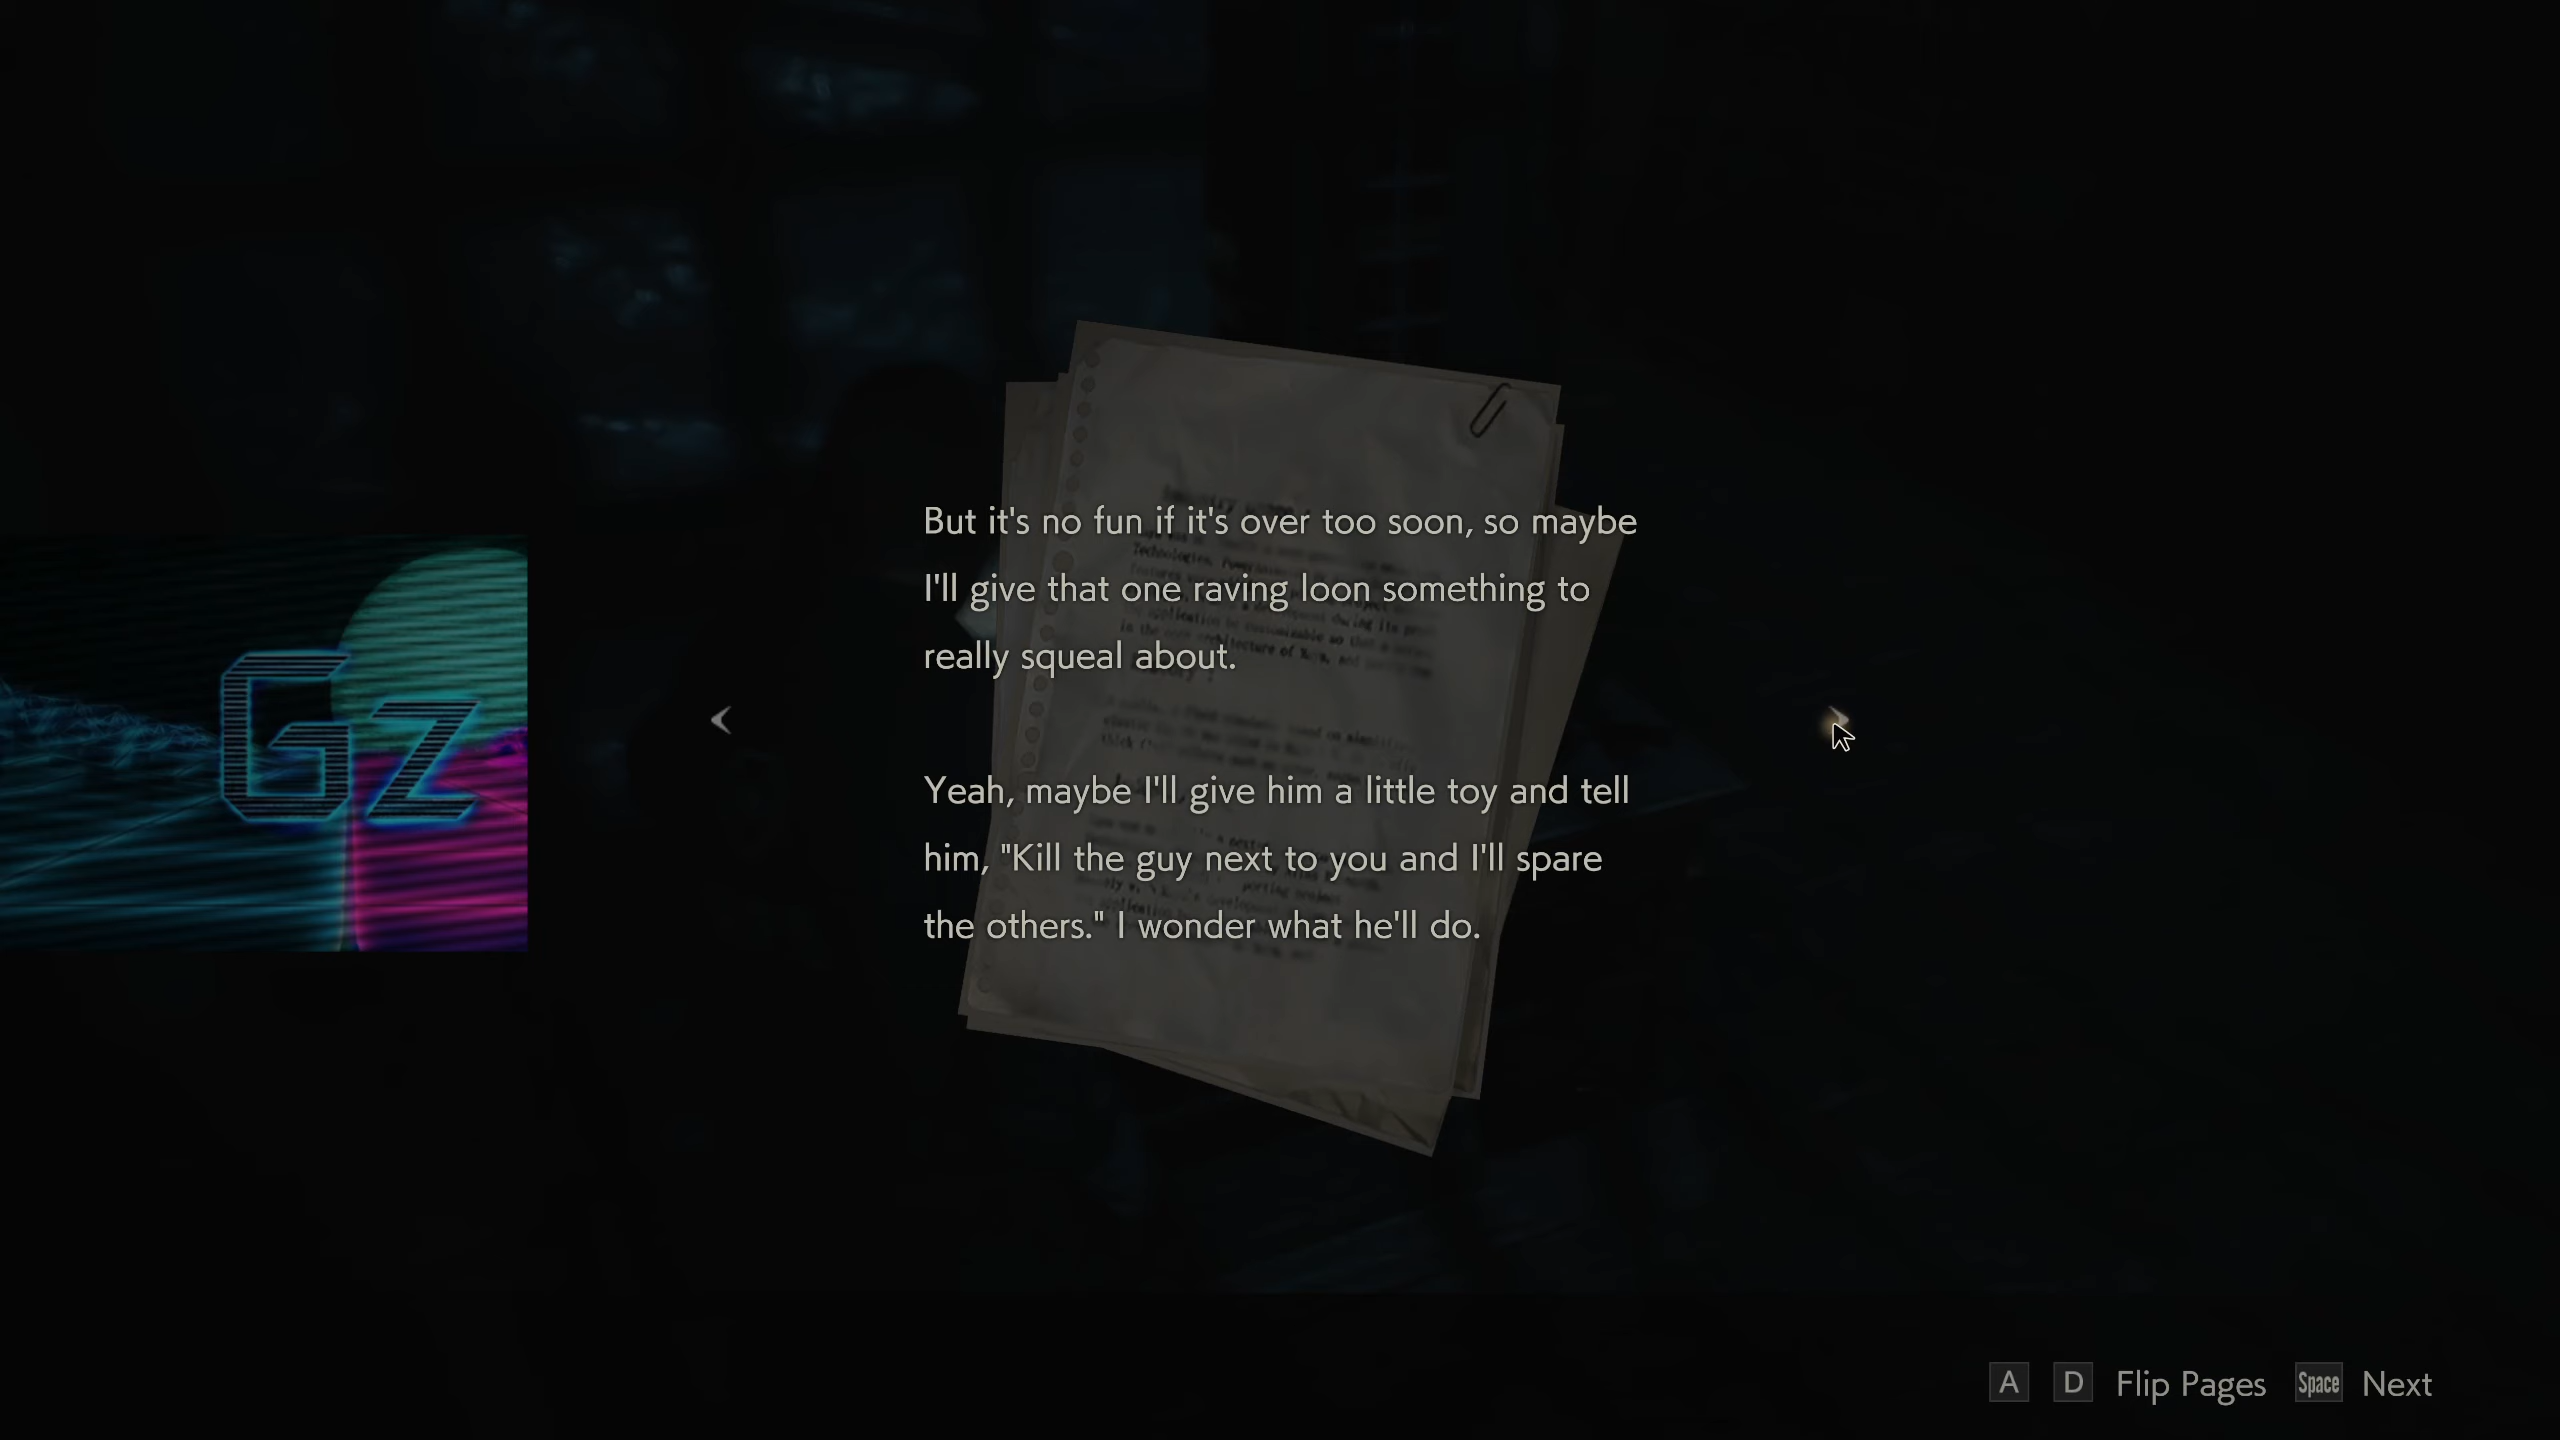 But it's no fun if it's over too soon, so maybe
I'll give that one raving loon something to
really squeal about.
Yeah, maybe I'll give him a little toy and tell
him, "Kill the guy next to you and I'll spare
the others." I wonder what he'll do.
Gz
A D Flip Pages Space Next